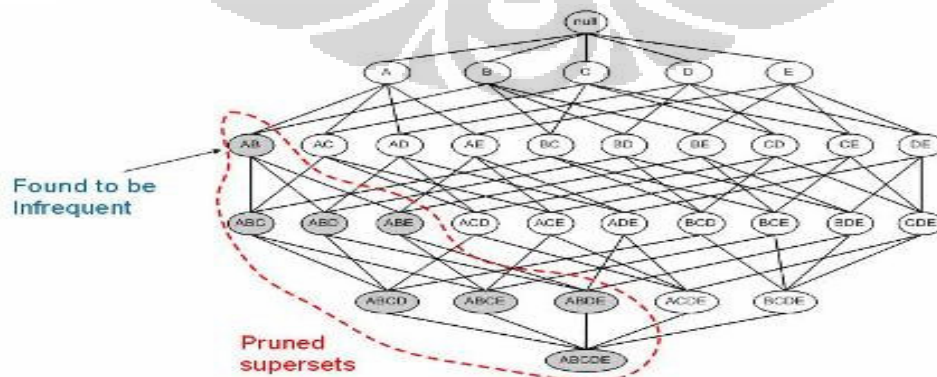 null
A B C D E
AB AC AD AE BC BD BE CD CE DE
Found to be
Infrequent
ABC ABD ABE ACD ACE ADE BCD BCE BDE CDE
ABCD ABCE ABDE ACDE BCDE
Pruned
supersets
ABCDE